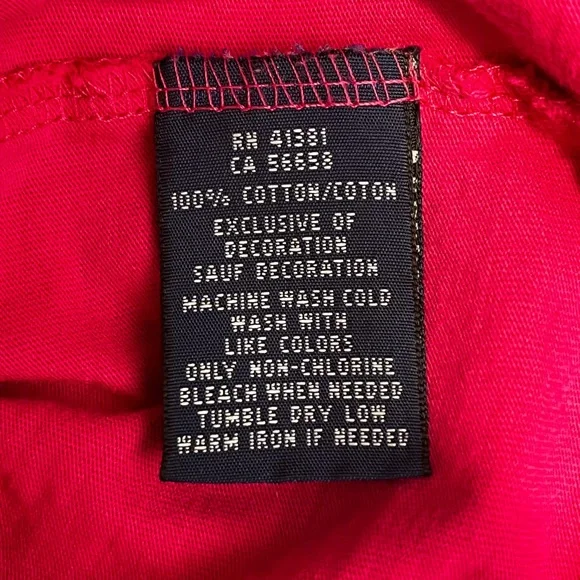 RN 41381
CA 56658
100% COTTON/COTON
EXCLUSIVE OF
DECORATION
SAUF DECORATION
MACHINE WASH COLD
WASH WITH
LIKE COLORS
ONLY NON-CHLORINE
BLEACH WHEN NEEDED
TUMBLE DRY LOW
WARM IRON IF NEEDED